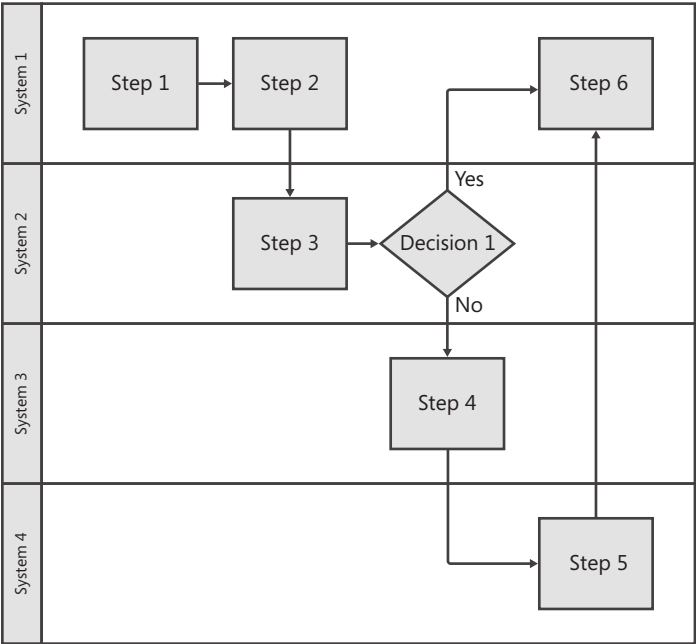 System 1
Step 1
Step 2
Step 6
System 2
Yes
Step 3
Decision 1
No
System 3
Step 4
System 4
Step 5